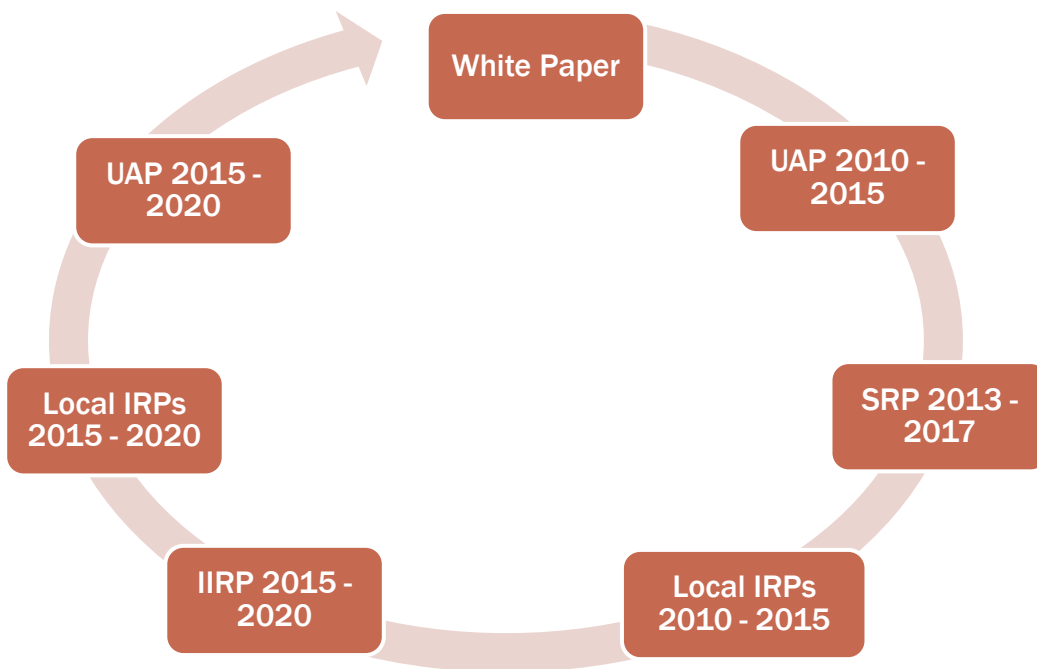 White Paper
UAP 2010 -
2015
SRP 2013 -
2017
Local IRPs
2010 - 2015
IIRP 2015 -
2020
Local IRPs
2015 - 2020
UAP 2015 -
2020